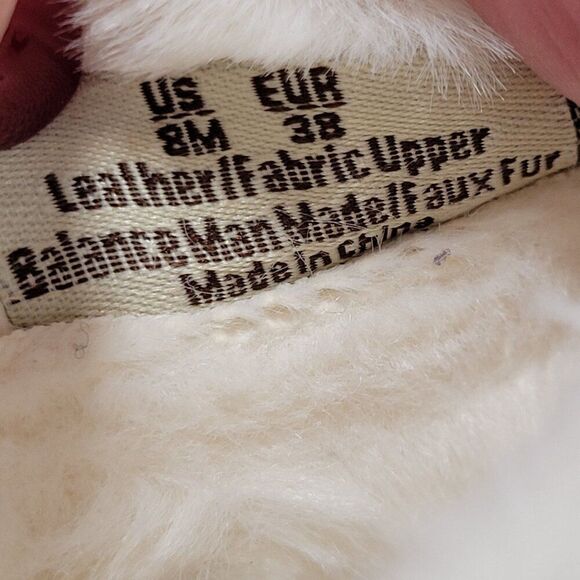 US EUR
8M 38
Leather/Fabric Upper
Balance Man Made/Faux Fur
Made in China